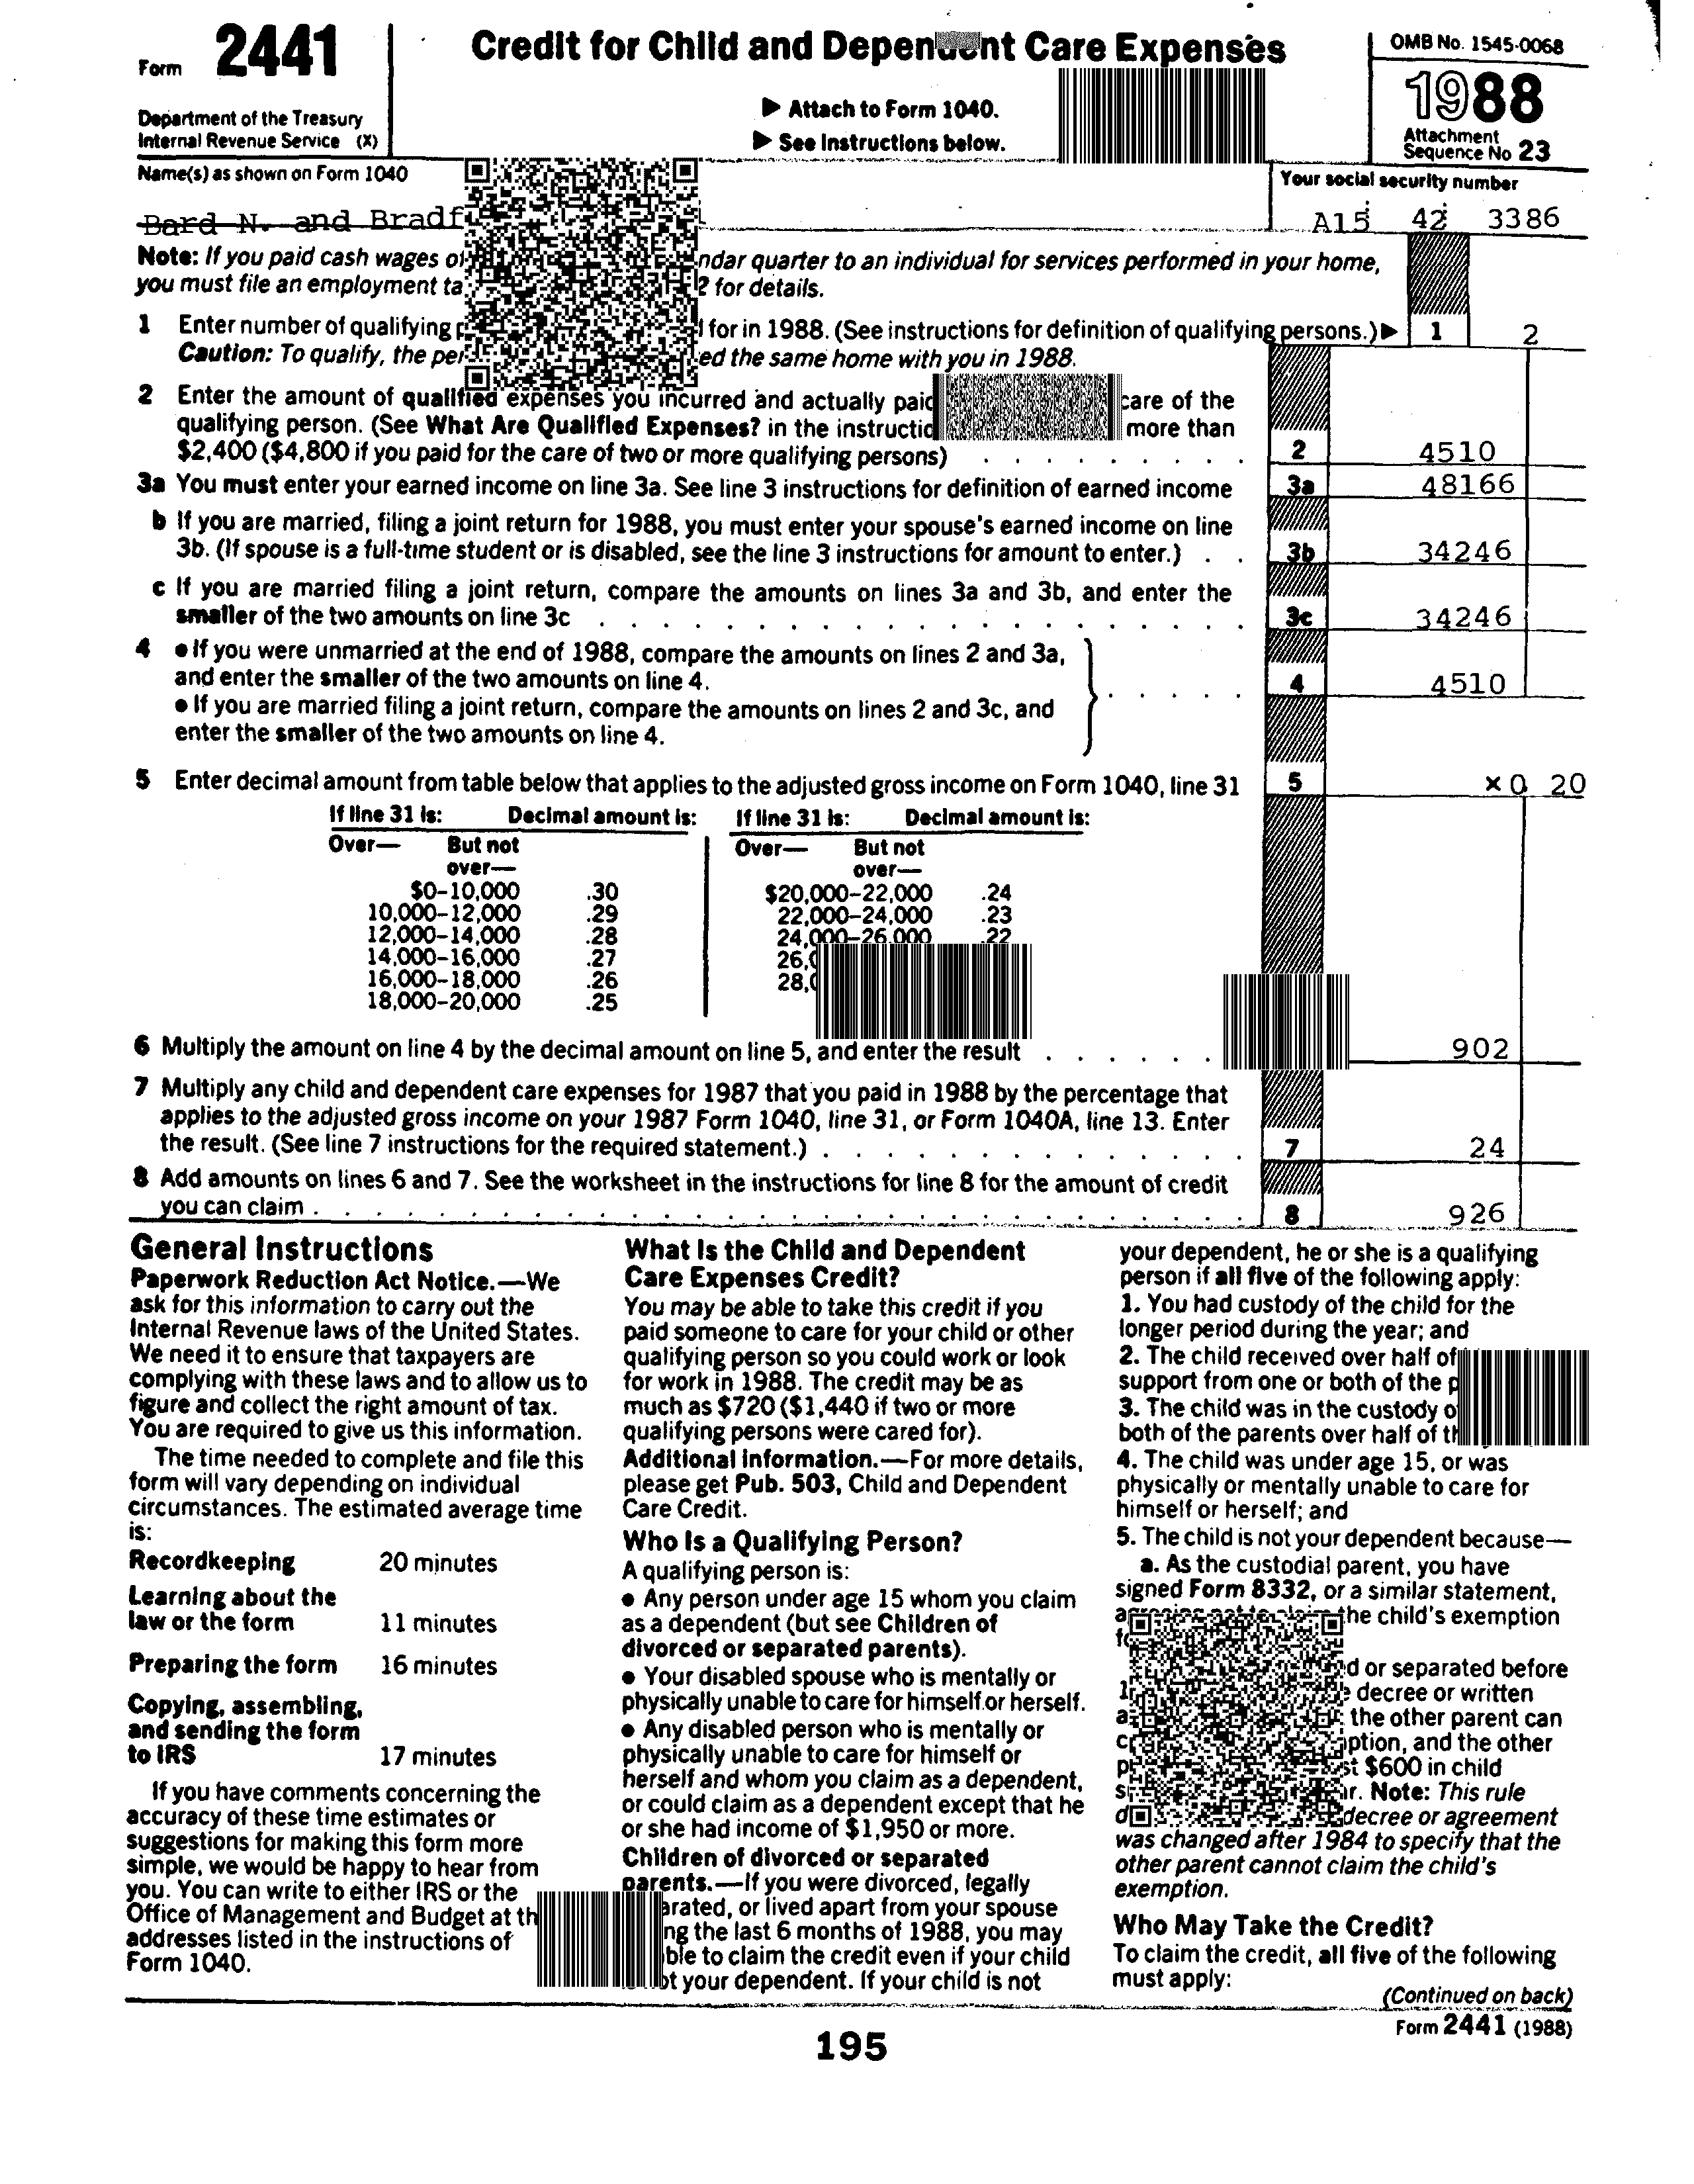 Form 2441
Department of the Treasury
Internal Revenue Service (X)
Credit for Child and Care Expenses
▶ Attach to Form 1040.
▶ See Instructions below.
OMB No. 1545-0068
1988
Attachment
Sequence No 23
Name(s) as shown on Form 1040
Your social security number
Bard N. and
A15 42 3386
Note: If you paid cash wages ndar quarter to an individual for services performed in your home,
you must file an employment for details.
1 Enter number of qualifying for in 1988. (See instructions for definition of qualifying persons.) ▶ 1 2
Caution: To qualify, the the same home with you in 1988.
2 Enter the amount of qualified expenses you incurred and actually care of the
qualifying person. (See What Are Qualified Expenses? in the more than
$2,400 ($4,800 if you paid for the care of two or more qualifying persons) 2 4510
3a You must enter your earned income on line 3a. See line 3 instructions for definition of earned income 3a 48166
b If you are married, filing a joint return for 1988, you must enter your spouse's earned income on line
3b. (If spouse is a full-time student or is disabled, see the line 3 instructions for amount to enter.) 3b 34246
c If you are married filing a joint return, compare the amounts on lines 3a and 3b, and enter the
smaller of the two amounts on line 3c 3c 34246
4 ● If you were unmarried at the end of 1988, compare the amounts on lines 2 and 3a,
and enter the smaller of the two amounts on line 4. 4 4510
● If you are married filing a joint return, compare the amounts on lines 2 and 3c, and
enter the smaller of the two amounts on line 4.
5 Enter decimal amount from table below that applies to the adjusted gross income on Form 1040, line 31 5 × 0 20
If line 31 is: Decimal amount is: If line 31 is: Decimal amount is:
Over— But not over— Over— But not over—
$0–10,000 .30 $20,000–22,000 .24
10,000–12,000 .29 22,000–24,000 .23
12,000–14,000 .28 24,000–26,000 .22
14,000–16,000 .27
16,000–18,000 .26
18,000–20,000 .25
6 Multiply the amount on line 4 by the decimal amount on line 5, and enter the result 902
7 Multiply any child and dependent care expenses for 1987 that you paid in 1988 by the percentage that
applies to the adjusted gross income on your 1987 Form 1040, line 31, or Form 1040A, line 13. Enter
the result. (See line 7 instructions for the required statement.) 7 24
8 Add amounts on lines 6 and 7. See the worksheet in the instructions for line 8 for the amount of credit
you can claim 8 926
General Instructions
Paperwork Reduction Act Notice.—We
ask for this information to carry out the
Internal Revenue laws of the United States.
We need it to ensure that taxpayers are
complying with these laws and to allow us to
figure and collect the right amount of tax.
You are required to give us this information.
The time needed to complete and file this
form will vary depending on individual
circumstances. The estimated average time
is:
Recordkeeping 20 minutes
Learning about the
law or the form 11 minutes
Preparing the form 16 minutes
Copying, assembling,
and sending the form
to IRS 17 minutes
If you have comments concerning the
accuracy of these time estimates or
suggestions for making this form more
simple, we would be happy to hear from
you. You can write to either IRS or the
Office of Management and Budget at
addresses listed in the instructions of
Form 1040.
What Is the Child and Dependent
Care Expenses Credit?
You may be able to take this credit if you
paid someone to care for your child or other
qualifying person so you could work or look
for work in 1988. The credit may be as
much as $720 ($1,440 if two or more
qualifying persons were cared for).
Additional Information.—For more details,
please get Pub. 503, Child and Dependent
Care Credit.
Who Is a Qualifying Person?
A qualifying person is:
● Any person under age 15 whom you claim
as a dependent (but see Children of
divorced or separated parents).
● Your disabled spouse who is mentally or
physically unable to care for himself or herself.
● Any disabled person who is mentally or
physically unable to care for himself or
herself and whom you claim as a dependent,
or could claim as a dependent except that he
or she had income of $1,950 or more.
Children of divorced or separated
parents.—If you were divorced, legally
or lived apart from your spouse
the last 6 months of 1988, you may
to claim the credit even if your child
your dependent. If your child is not
your dependent, he or she is a qualifying
person if all five of the following apply:
1. You had custody of the child for the
longer period during the year; and
2. The child received over half of
support from one or both of the
3. The child was in the custody
both of the parents over half of
4. The child was under age 15, or was
physically or mentally unable to care for
himself or herself; and
5. The child is not your dependent because—
a. As the custodial parent, you have
signed Form 8332, or a similar statement,
the child's exemption
or separated before
decree or written
the other parent can
and the other
$600 in child
Note: This rule
decree or agreement
was changed after 1984 to specify that the
other parent cannot claim the child's
exemption.
Who May Take the Credit?
To claim the credit, all five of the following
must apply:
(Continued on back)
Form 2441 (1988)
195